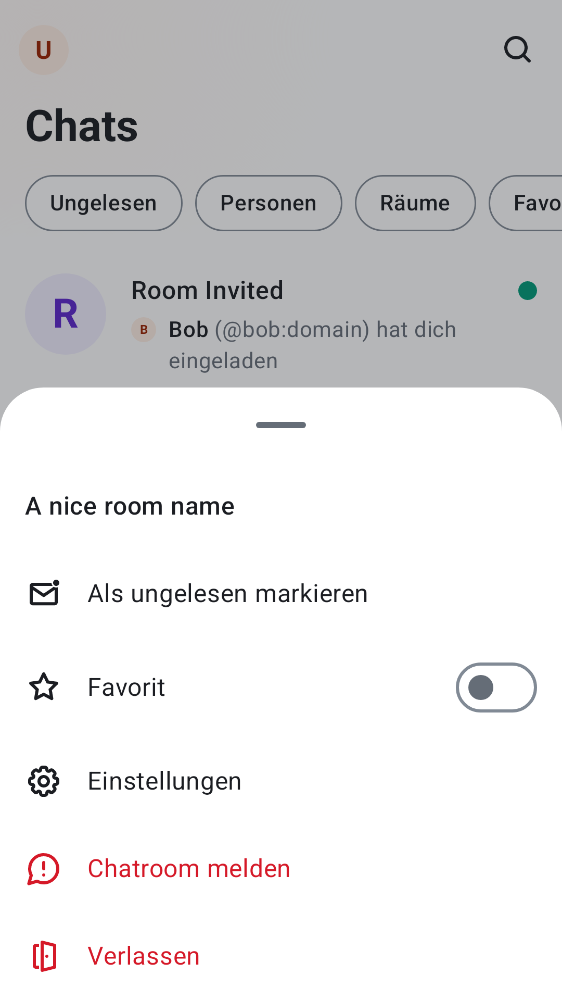 U
Chats
Ungelesen
Personen
Räume
Favo
R
Room Invited
B
Bob (@bob:domain) hat dich
eingeladen
A nice room name
Als ungelesen markieren
Favorit
Einstellungen
Chatroom melden
Verlassen